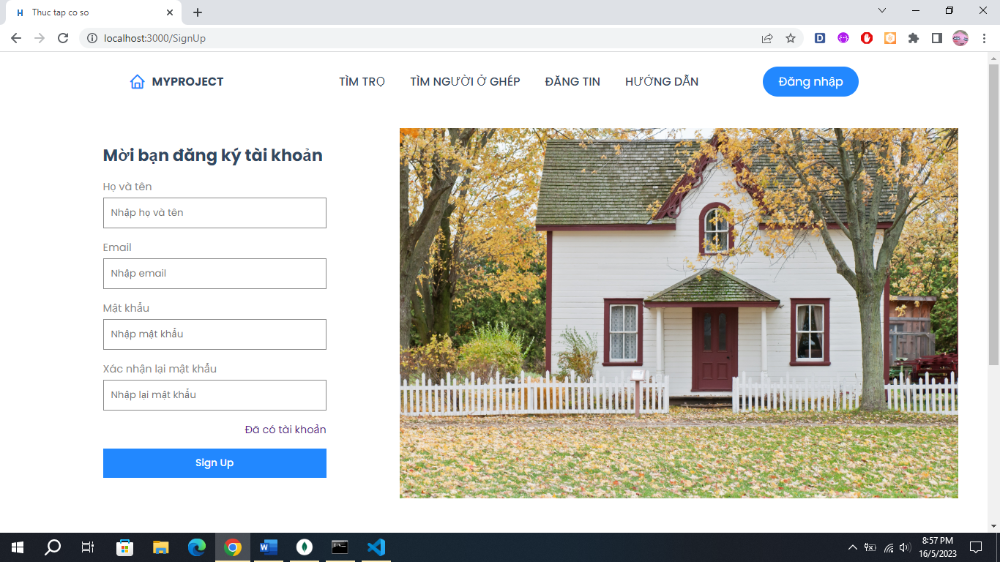 Thuc tap co so
localhost:3000/SignUp
MYPROJECT
TÌM TRỌ
TÌM NGƯỜI Ở GHÉP
ĐĂNG TIN
HƯỚNG DẪN
Đăng nhập
Mời bạn đăng ký tài khoản
Họ và tên
Nhập họ và tên
Email
Nhập email
Mật khẩu
Nhập mật khẩu
Xác nhận lại mật khẩu
Nhập lại mật khẩu
Đã có tài khoản
Sign Up
8:57 PM
16/5/2023